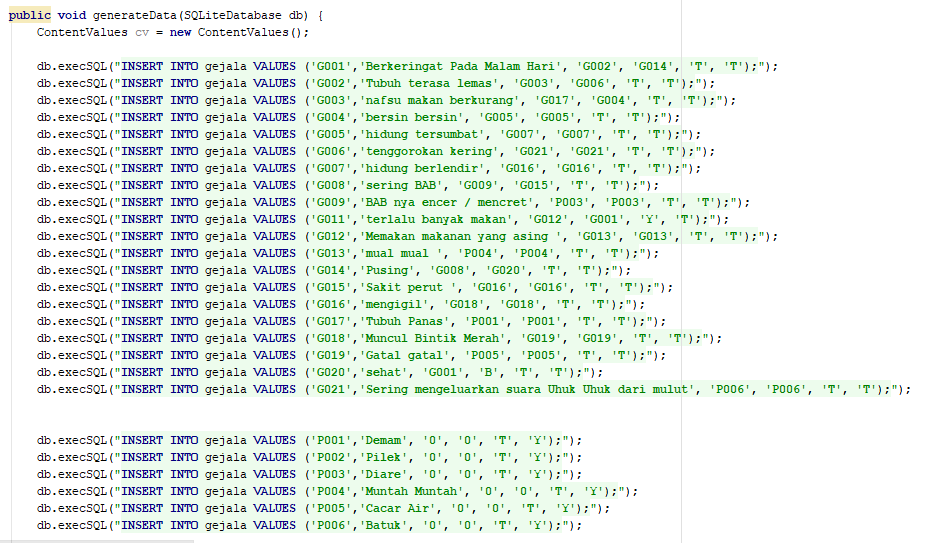 public void generateData(SQLiteDatabase db) {
ContentValues cv = new ContentValues();
db.execSQL("INSERT INTO gejala VALUES ('G001','Berkeringat Pada Malam Hari', 'G002', 'G014', 'T', 'T');");
db.execSQL("INSERT INTO gejala VALUES ('G002','Tubuh terasa lemas', 'G003', 'G006', 'T', 'T');");
db.execSQL("INSERT INTO gejala VALUES ('G003','nafsu makan berkurang', 'G017', 'G004', 'T', 'T');");
db.execSQL("INSERT INTO gejala VALUES ('G004','bersin bersin', 'G005', 'G005', 'T', 'T');");
db.execSQL("INSERT INTO gejala VALUES ('G005','hidung tersumbat', 'G007', 'G007', 'T', 'T');");
db.execSQL("INSERT INTO gejala VALUES ('G006','tenggorokan kering', 'G021', 'G021', 'T', 'T');");
db.execSQL("INSERT INTO gejala VALUES ('G007','hidung berlendir', 'G016', 'G016', 'T', 'T');");
db.execSQL("INSERT INTO gejala VALUES ('G008','sering BAB', 'G009', 'G015', 'T', 'T');");
db.execSQL("INSERT INTO gejala VALUES ('G009','BAB nya encer / mencret', 'P003', 'P003', 'T', 'T');");
db.execSQL("INSERT INTO gejala VALUES ('G011','terlalu banyak makan', 'G012', 'G001', 'Y', 'T');");
db.execSQL("INSERT INTO gejala VALUES ('G012','Memakan makanan yang asing ', 'G013', 'G013', 'T', 'T');");
db.execSQL("INSERT INTO gejala VALUES ('G013','mual mual ', 'P004', 'P004', 'T', 'T');");
db.execSQL("INSERT INTO gejala VALUES ('G014','Pusing', 'G008', 'G020', 'T', 'T');");
db.execSQL("INSERT INTO gejala VALUES ('G015','Sakit perut ', 'G016', 'G016', 'T', 'T');");
db.execSQL("INSERT INTO gejala VALUES ('G016','mengigil', 'G018', 'G018', 'T', 'T');");
db.execSQL("INSERT INTO gejala VALUES ('G017','Tubuh Panas', 'P001', 'P001', 'T', 'T');");
db.execSQL("INSERT INTO gejala VALUES ('G018','Muncul Bintik Merah', 'G019', 'G019', 'T', 'T');");
db.execSQL("INSERT INTO gejala VALUES ('G019','Gatal gatal', 'P005', 'P005', 'T', 'T');");
db.execSQL("INSERT INTO gejala VALUES ('G020','sehat', 'G001', 'B', 'T', 'T');");
db.execSQL("INSERT INTO gejala VALUES ('G021','Sering mengeluarkan suara Uhuk Uhuk dari mulut', 'P006', 'P006', 'T', 'T');");
db.execSQL("INSERT INTO gejala VALUES ('P001','Demam', '0', '0', 'T', 'Y');");
db.execSQL("INSERT INTO gejala VALUES ('P002','Pilek', '0', '0', 'T', 'Y');");
db.execSQL("INSERT INTO gejala VALUES ('P003','Diare', '0', '0', 'T', 'Y');");
db.execSQL("INSERT INTO gejala VALUES ('P004','Muntah Muntah', '0', '0', 'T', 'Y');");
db.execSQL("INSERT INTO gejala VALUES ('P005','Cacar Air', '0', '0', 'T', 'Y');");
db.execSQL("INSERT INTO gejala VALUES ('P006','Batuk', '0', '0', 'T', 'Y');");